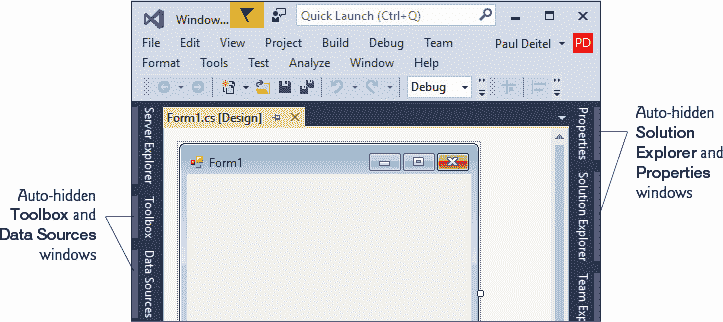 Window...
Quick Launch (Ctrl+Q)
File Edit View Project Build Debug Team
Paul Deitel
PD
Format Tools Test Analyze Window Help
Debug
Form1.cs [Design]
Form1
Server Explorer
Toolbox
Data Sources
Properties
Solution Explorer
Team Exp
Auto-hidden
Toolbox and
Data Sources
windows
Auto-hidden
Solution
Explorer and
Properties
windows